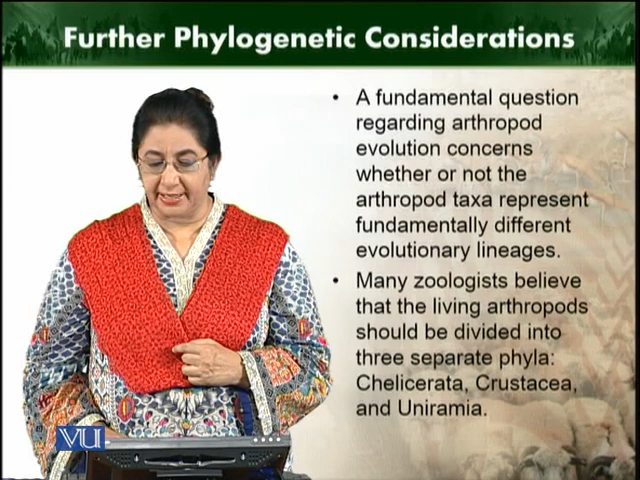 Further Phylogenetic Considerations
• A fundamental question
regarding arthropod
evolution concerns
whether or not the
arthropod taxa represent
fundamentally different
evolutionary lineages.
• Many zoologists believe
that the living arthropods
should be divided into
three separate phyla:
Chelicerata, Crustacea,
and Uniramia.
VU